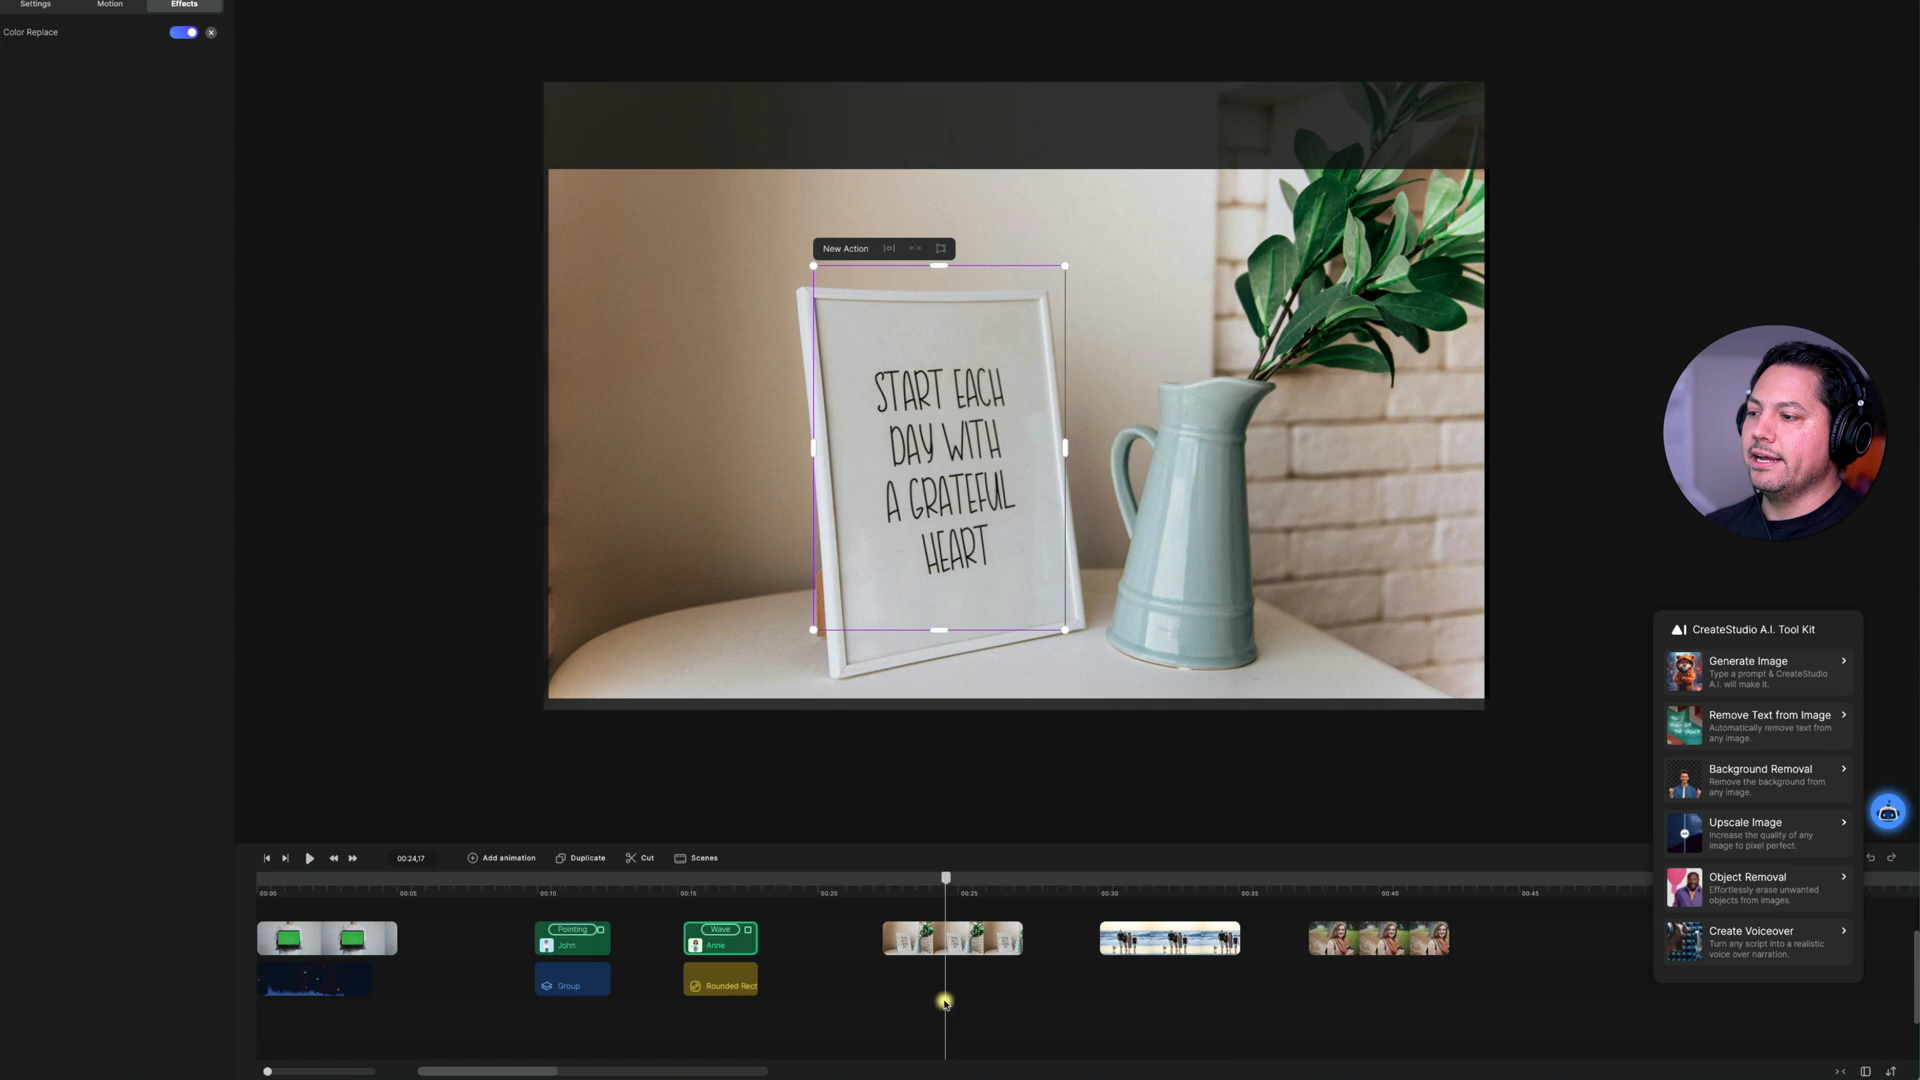 Settings Motion Effects
Color Replace
New Action
START EACH
DAY WITH
A GRATEFUL
HEART
AI CreateStudio A.I. Tool Kit
Generate Image
Type a prompt & CreateStudio
A.I. will make it.
Remove Text from Image
Automatically remove text from
any image.
Background Removal
Remove the background from
any image.
Upscale Image
Increase the quality of any
image to pixel perfect.
Object Removal
Effortlessly erase unwanted
objects from images.
Create Voiceover
Turn any script into a realistic
voice over narration.
00:24,17 Add animation Duplicate Cut Scenes
00:00 00:05 00:10 00:15 00:20 00:25 00:30 00:35 00:40 00:45
Pointing Wave
John Anne
Group Rounded Rect